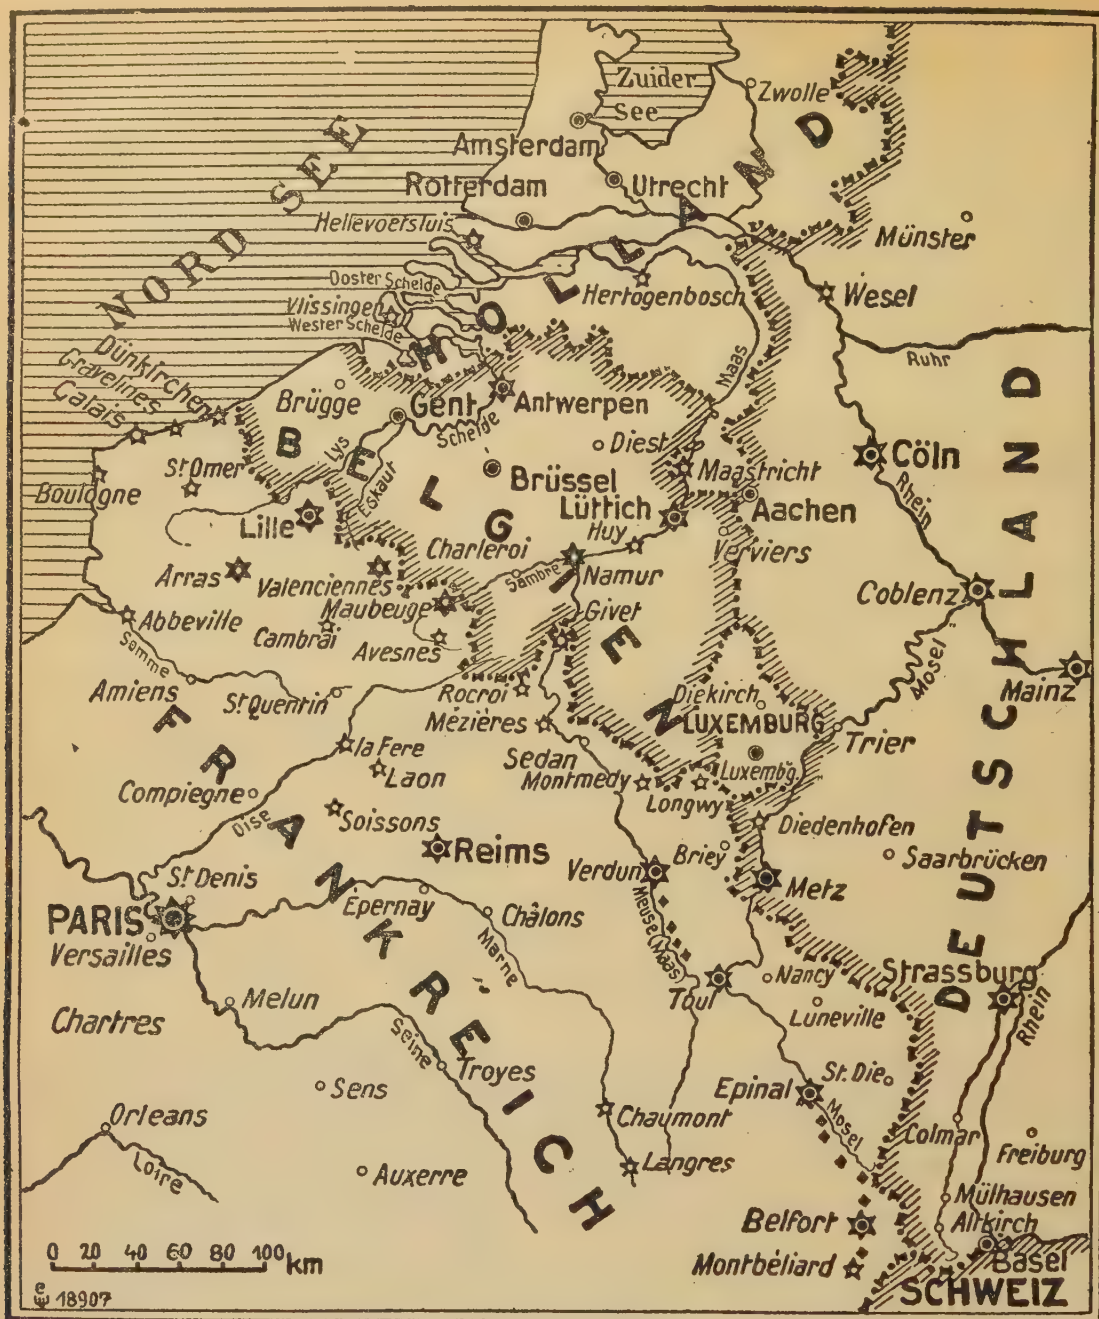 NORD SEE
Zuider
See
Zwolle
Amsterdam
Rotterdam
Utrecht
Hellevoetsluis
Münster
HOLLAND
Ooster Schelde
Vlissingen
Wester Schelde
Hertogenbosch
Wesel
Ruhr
Maas
Dünkirchen
Gravelines
Calais
Brügge
Gent
Schelde
Antwerpen
BELGIEN
Lys
Eskaut
Diest
Brüssel
Maastricht
Cöln
Rhein
Boulogne
St Omer
Lille
Lüttich
Aachen
Huy
Verviers
Charleroi
Sambre
Namur
Arras
Valenciennes
Maubeuge
Givet
Coblenz
Abbeville
Cambrai
Avesnes
Somme
Mosel
Mainz
Amiens
St Quentin
Rocroi
Mézières
Diekirch
LUXEMBURG
Luxembg.
Trier
DEUTSCHLAND
FRANKREICH
la Fere
Laon
Sedan
Montmedy
Longwy
Compiegne
Oise
Soissons
Reims
Diedenhofen
Briey
Saarbrücken
Verdun
Metz
St Denis
PARIS
Versailles
Epernay
Châlons
Marne
Meuse (Maas)
Nancy
Strassburg
Toul
Luneville
Rhein
Melun
Chartres
Seine
Troyes
Sens
Epinal
St. Die
Mosel
Orleans
Loire
Chaumont
Colmar
Freiburg
Auxerre
Langres
Mülhausen
Altkirch
Belfort
Basel
Montbéliard
SCHWEIZ
0 20 40 60 80 100 km
e
18907